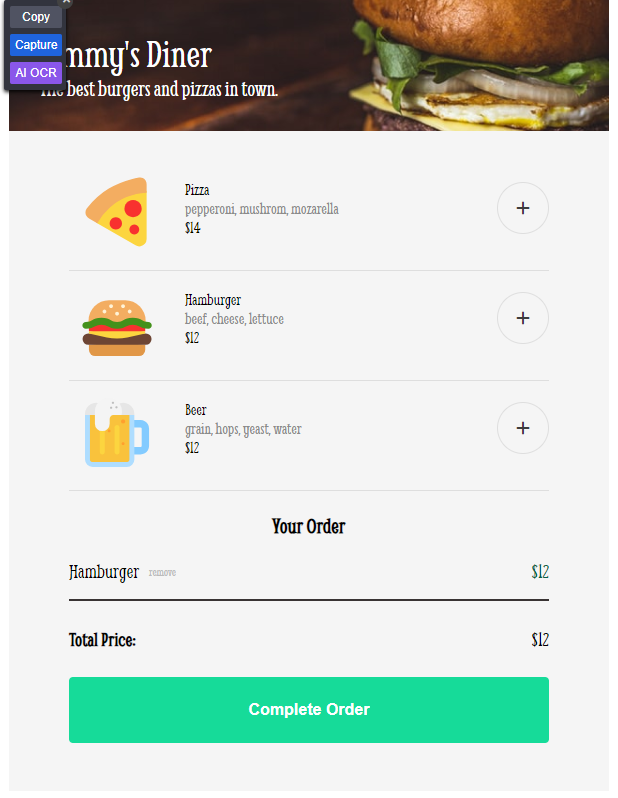 Copy
Capture
AI OCR
mmy's Diner
The best burgers and pizzas in town.
Pizza
pepperoni, mushrom, mozarella
$14
+
Hamburger
beef, cheese, lettuce
$12
+
Beer
grain, hops, yeast, water
$12
+
Your Order
Hamburger remove $12
Total Price: $12
Complete Order